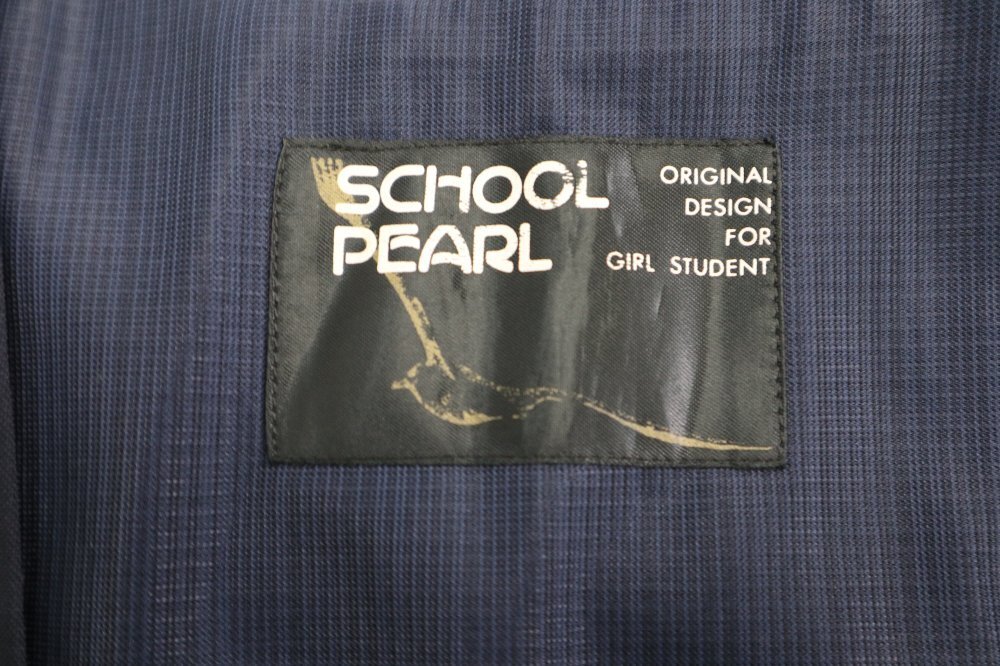 SCHOOL
PEARL
ORIGINAL
DESIGN
FOR
GIRL STUDENT